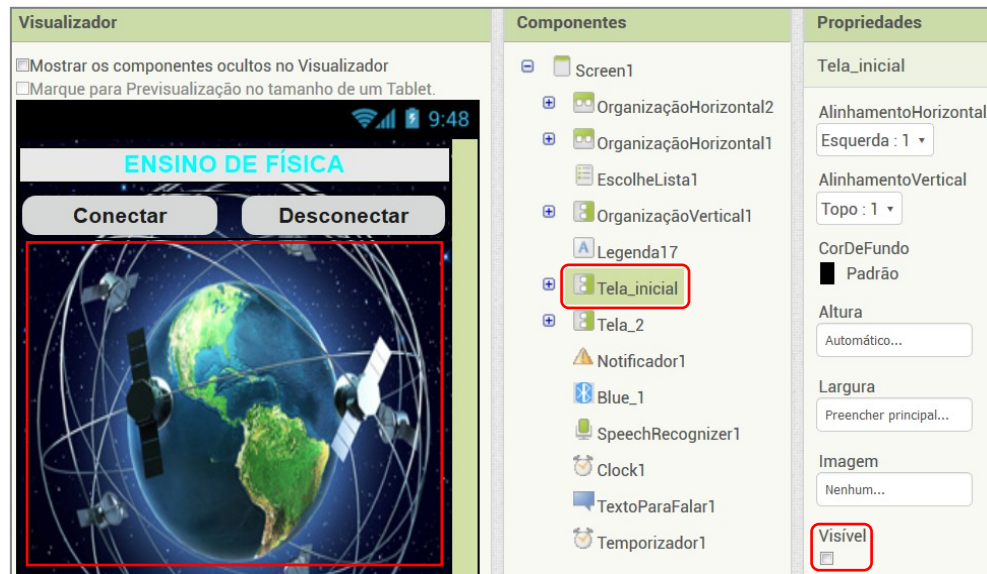 Visualizador
Mostrar os componentes ocultos no Visualizador
Marque para Previsualização no tamanho de um Tablet.
9:48
ENSINO DE FÍSICA
Conectar
Desconectar
Componentes
Screen1
OrganizaçãoHorizontal2
OrganizaçãoHorizontal1
EscolheLista1
OrganizaçãoVertical1
A Legenda17
Tela_inicial
Tela_2
Notificador1
Blue_1
SpeechRecognizer1
Clock1
TextoParaFalar1
Temporizador1
Propriedades
Tela_inicial
AlinhamentoHorizontal
Esquerda : 1
AlinhamentoVertical
Topo : 1
CorDeFundo
Padrão
Altura
Automático...
Largura
Preencher principal...
Imagem
Nenhum...
Visível